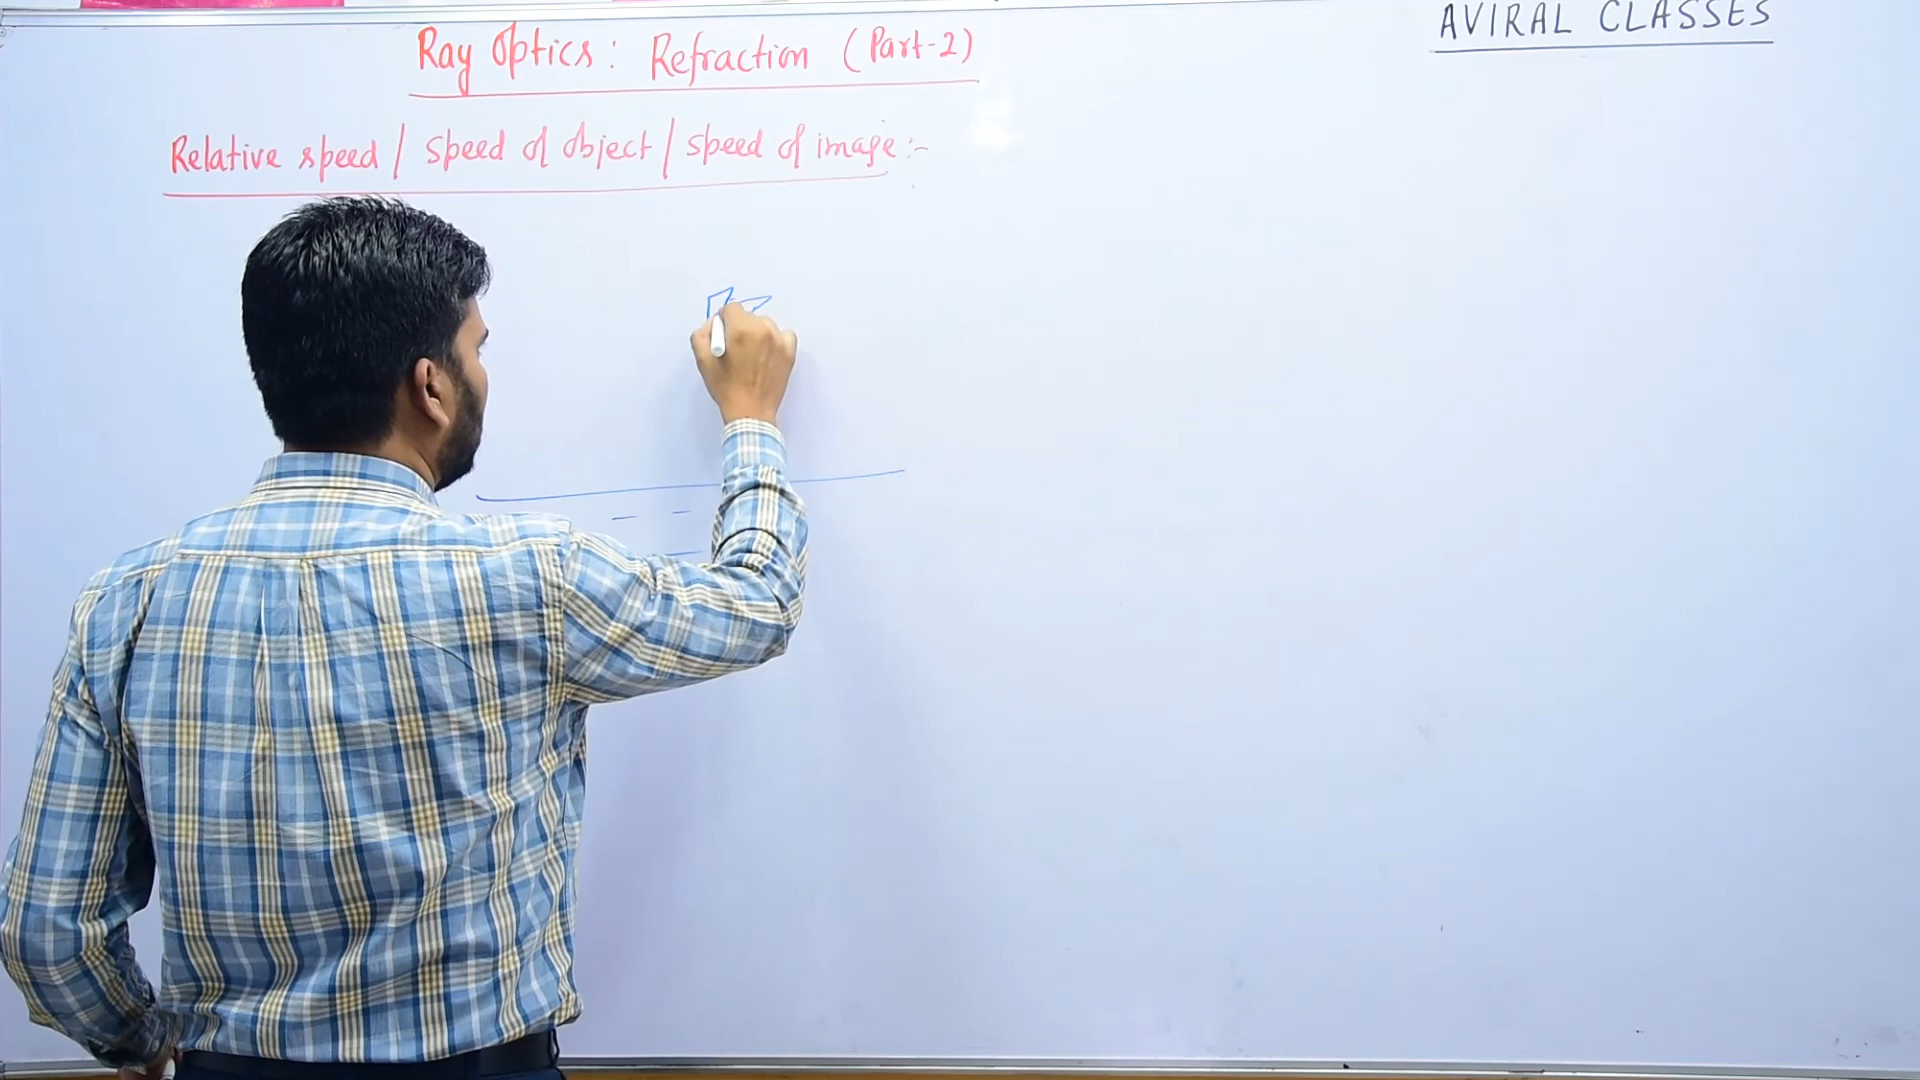 AVIRAL CLASSES
Ray Optics : Refraction (Part-2)
Relative speed / speed of object / speed of image :-